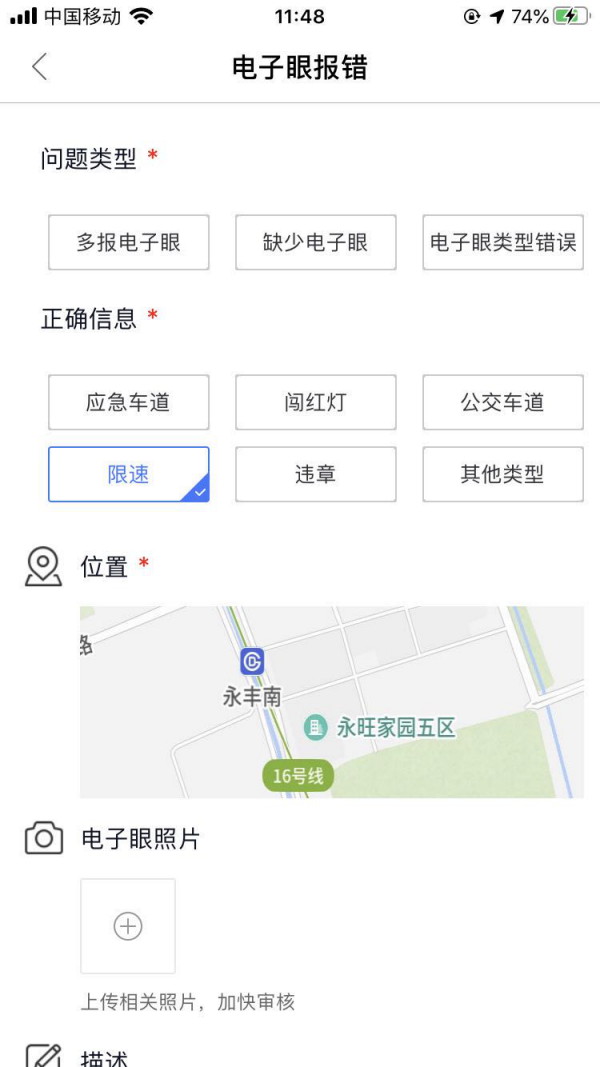 中国移动 11:48 74%
电子眼报错
问题类型 *
多报电子眼 缺少电子眼 电子眼类型错误
正确信息 *
应急车道 闯红灯 公交车道
限速 违章 其他类型
位置 *
路
永丰南
永旺家园五区
16号线
电子眼照片
上传相关照片，加快审核
描述